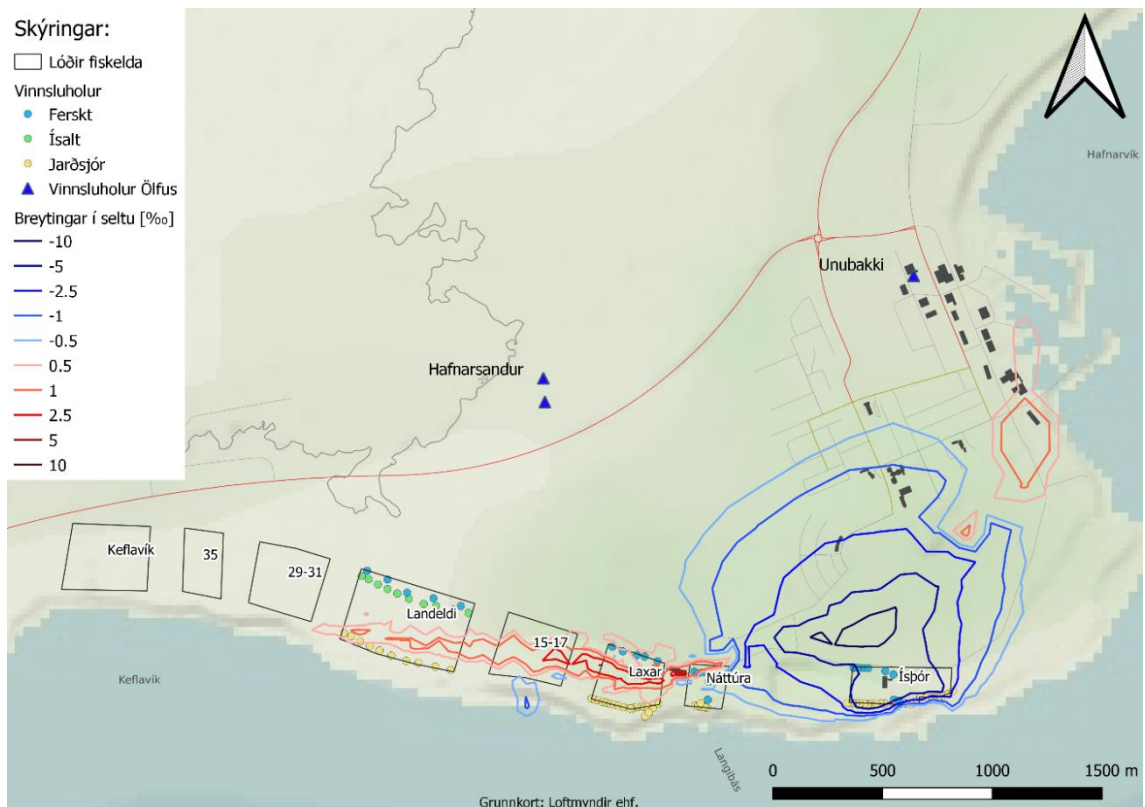 Skýringar:
Lóðir fiskelda
Vinnsluholur
Ferskt
Ísalt
Jarðsjór
Vinnsluholur Ölfus
Breytingar í seltu [‰]
-10
-5
-2.5
-1
-0.5
0.5
1
2.5
5
10
Hafnarvík
Unubakki
Hafnarsandur
Keflavík
35
29-31
Landeldi
15-17
Laxar
Náttúra
Ísþór
Keflavík
Langibás
0 500 1000 1500 m
Grunnkort: Loftmyndir ehf.